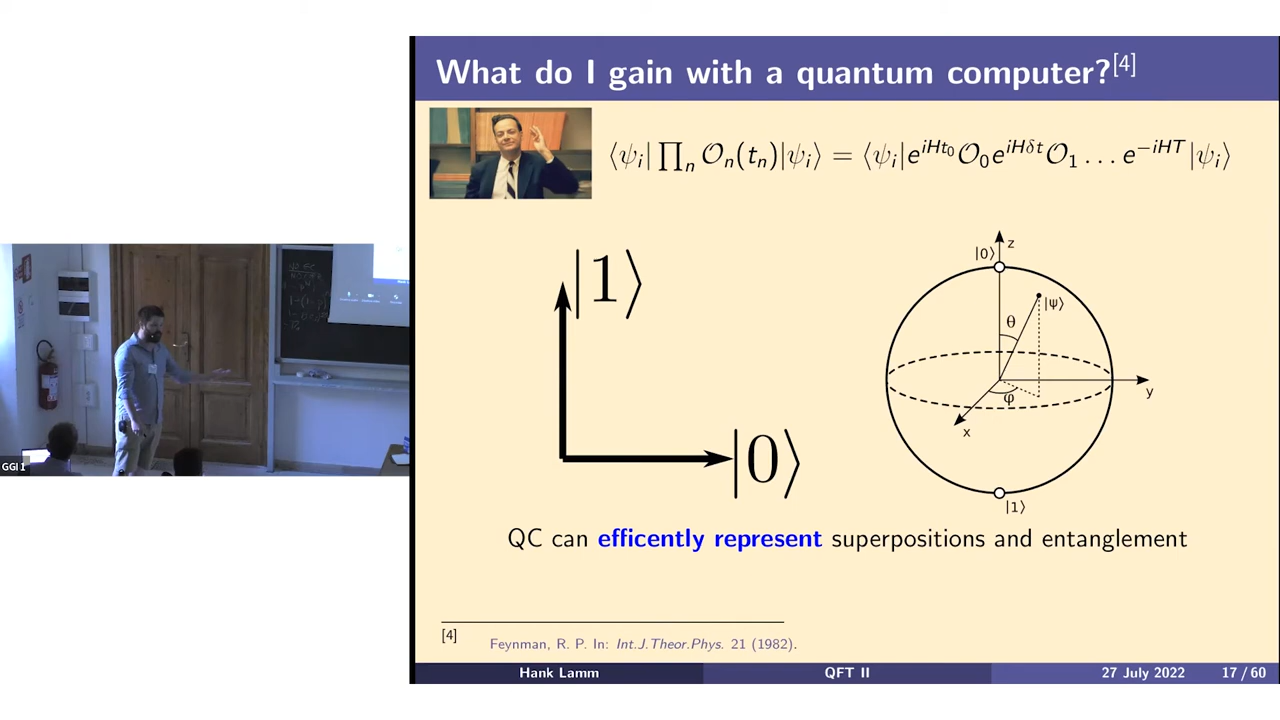 What do I gain with a quantum computer?[4]
⟨ψᵢ|∏ₙ 𝒪ₙ(tₙ)|ψᵢ⟩ = ⟨ψᵢ|e^{iHt₀}𝒪₀e^{iHδt}𝒪₁ . . . e^{−iHT}|ψᵢ⟩
|1⟩
|0⟩
|0⟩
z
|ψ⟩
θ
φ
y
x
|1⟩
QC can efficently represent superpositions and entanglement
GGI 1
[4] Feynman, R. P. In: Int.J.Theor.Phys. 21 (1982).
Hank Lamm QFT II 27 July 2022 17 / 60